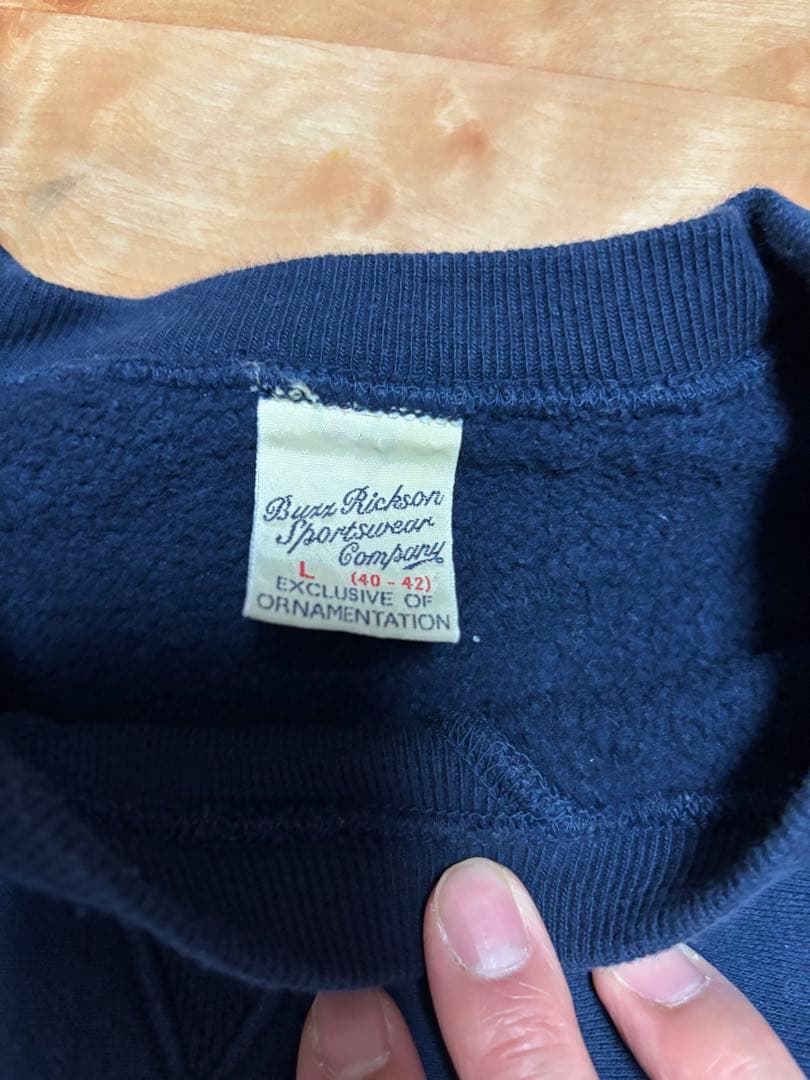 Buzz Rickson
Sportswear
Company
L (40 - 42)
EXCLUSIVE OF
ORNAMENTATION